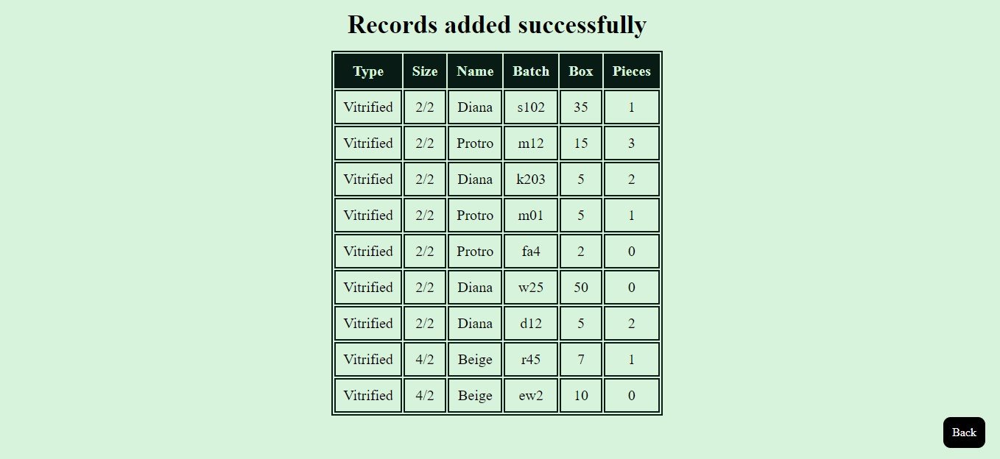 Records added successfully
Type Size Name Batch Box Pieces
Vitrified 2/2 Diana s102 35 1
Vitrified 2/2 Protro m12 15 3
Vitrified 2/2 Diana k203 5 2
Vitrified 2/2 Protro m01 5 1
Vitrified 2/2 Protro fa4 2 0
Vitrified 2/2 Diana w25 50 0
Vitrified 2/2 Diana d12 5 2
Vitrified 4/2 Beige r45 7 1
Vitrified 4/2 Beige ew2 10 0
Back